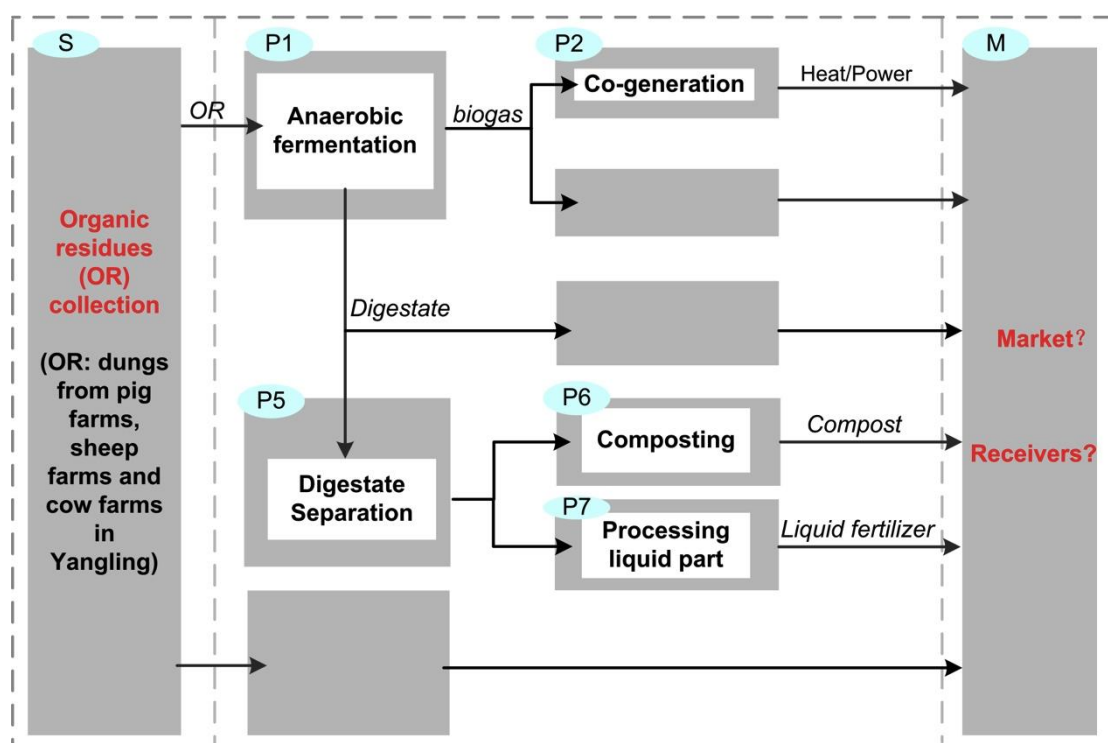 S
P1
P2
M
Co-generation
Heat/Power
OR
Anaerobic
fermentation
biogas
Organic
residues
(OR)
collection
(OR: dungs
from pig
farms,
sheep
farms and
cow farms
in
Yangling)
Digestate
Market?
P5
P6
Composting
Compost
Receivers?
Digestate
Separation
P7
Processing
liquid part
Liquid fertilizer